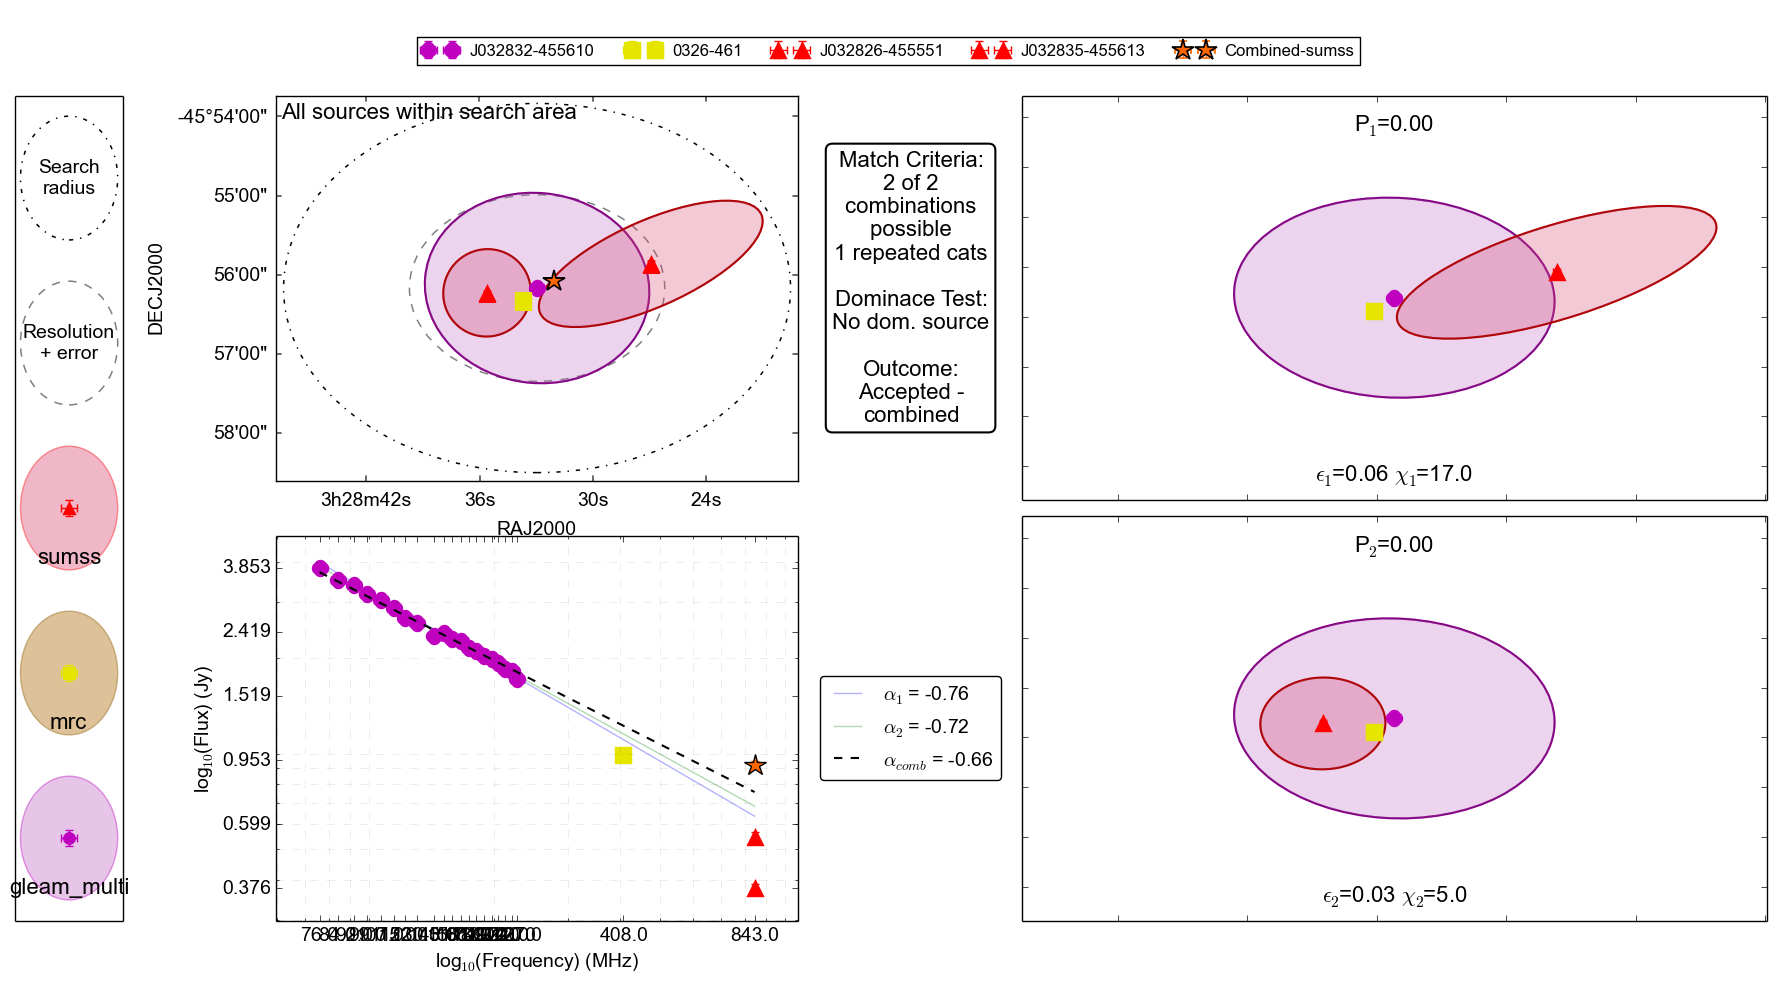 J032832-455610 0326-461 J032826-455551 J032835-455613 Combined-sumss
Search
radius
Resolution
+ error
sumss
mrc
gleam_multi
All sources within search area
DECJ2000
-45°54'00"
55'00"
56'00"
57'00"
58'00"
3h28m42s 36s 30s 24s
RAJ2000
Match Criteria:
2 of 2
combinations
possible
1 repeated cats
Dominace Test:
No dom. source
Outcome:
Accepted -
combined
P1=0.00
ϵ1=0.06 χ1=17.0
P2=0.00
ϵ2=0.03 χ2=5.0
log10(Flux) (Jy)
3.853
2.419
1.519
0.953
0.599
0.376
408.0 843.0
log10(Frequency) (MHz)
α1 = -0.76
α2 = -0.72
αcomb = -0.66